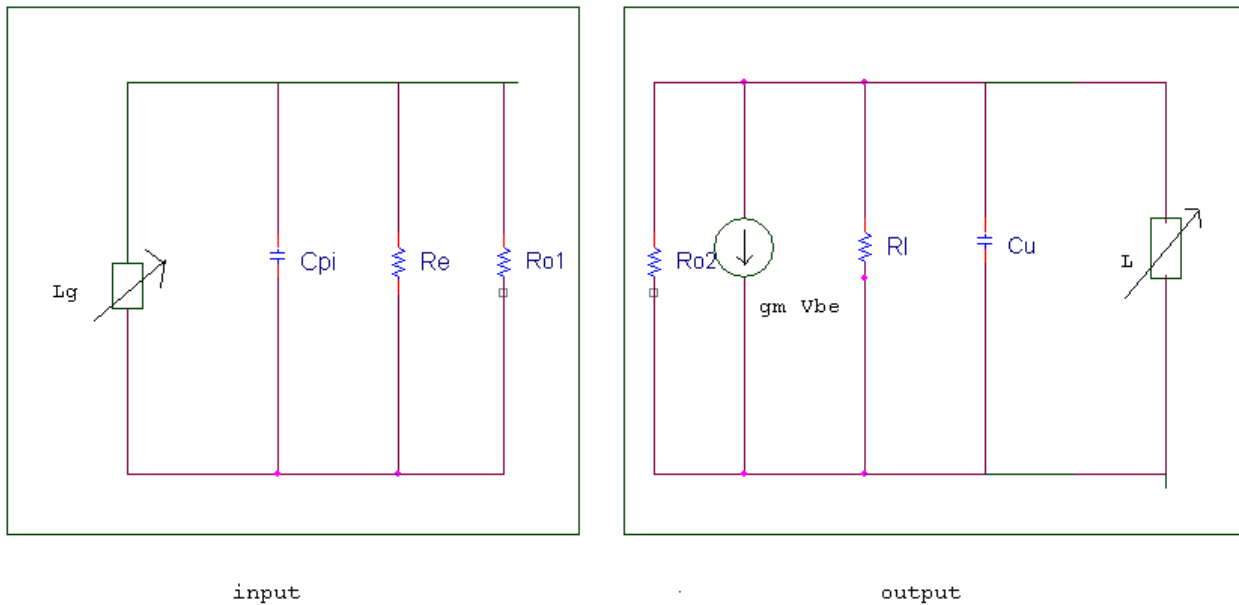 Lg
Cpi
Re
Ro1
Ro2
gm Vbe
Rl
Cu
L
input
output